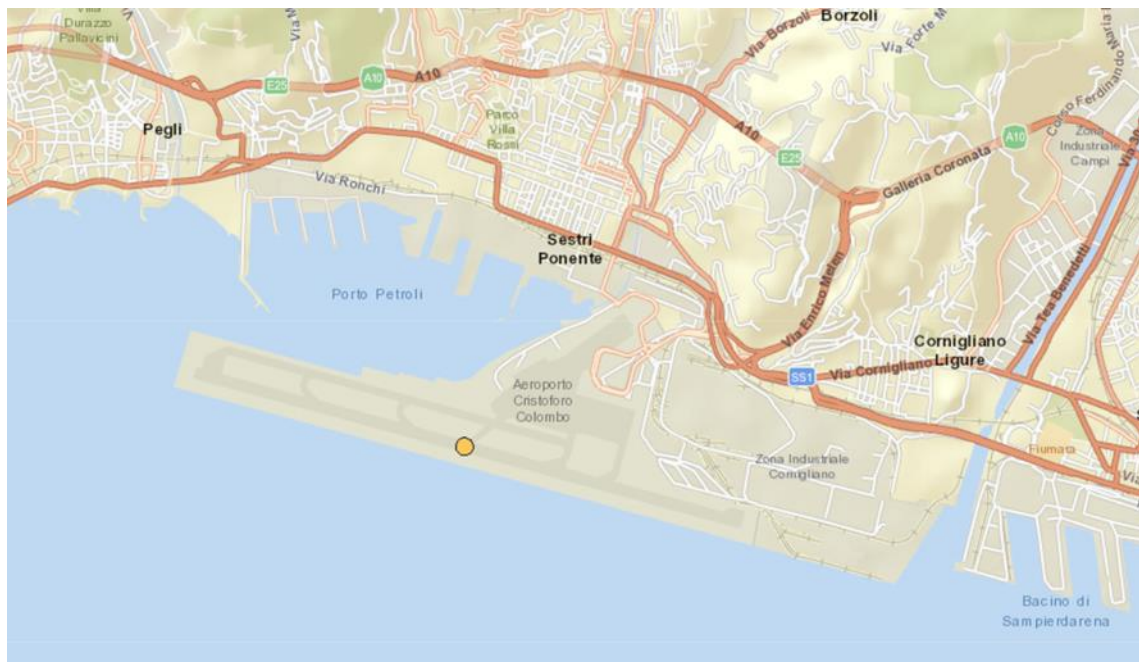 Villa
Durazzo
Pallavicini
Borzoli
Via Borzoli
E25
A10
A10
Pegli
Parco
Villa
Rossi
A10
E25
A10
Galleria Coronata
Corso Ferdinando Maria
Zona
Industriale
Campi
Via Ronchi
Sestri
Ponente
Porto Petroli
Via Enrico Melen
Via Tea Benedetti
Cornigliano
Ligure
SS1
Via Cornigliano
Aeroporto
Cristoforo
Colombo
Zona Industriale
Cornigliano
Fiumara
Bacino di
Sampierdarena